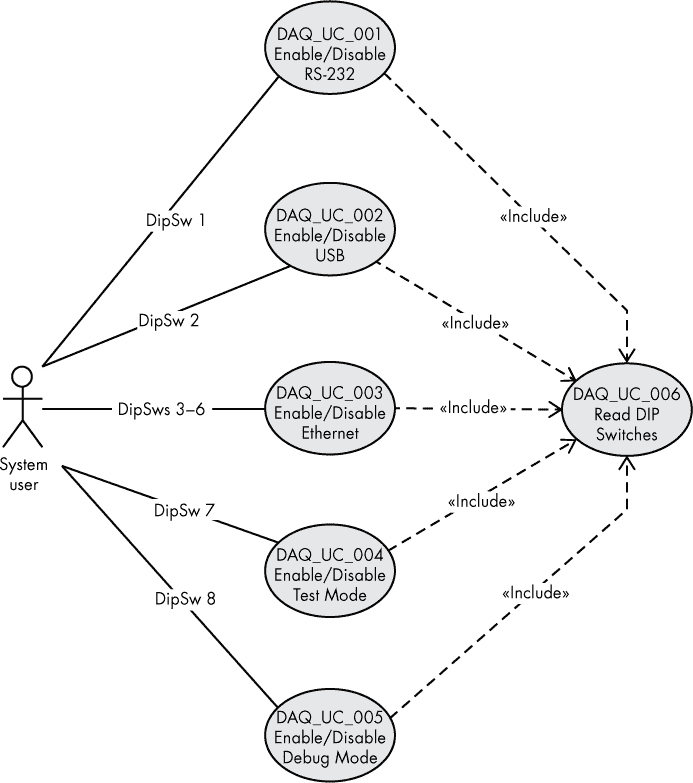 DAQ_UC_001
Enable/Disable
RS-232
DipSw 1
«Include»
DAQ_UC_002
Enable/Disable
USB
DipSw 2
«Include»
DAQ_UC_003
Enable/Disable
Ethernet
DipSws 3–6
«Include»
DAQ_UC_006
Read DIP
Switches
System
user
DipSw 7
«Include»
DAQ_UC_004
Enable/Disable
Test Mode
DipSw 8
«Include»
DAQ_UC_005
Enable/Disable
Debug Mode